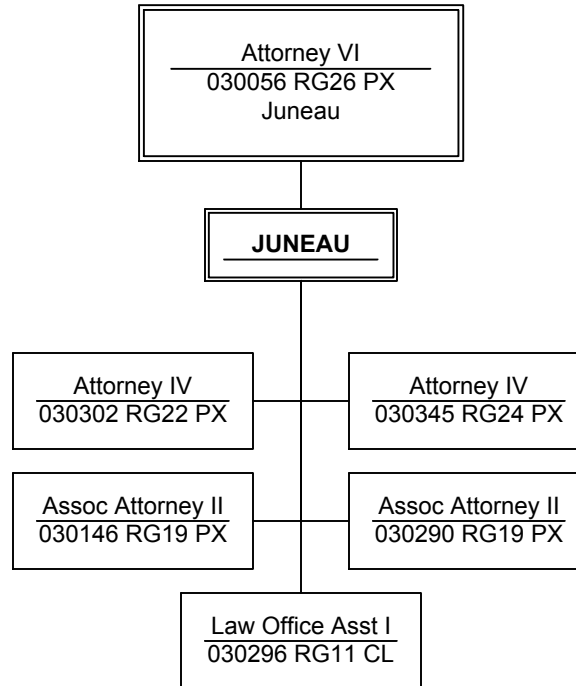 Attorney VI
030056 RG26 PX
Juneau
JUNEAU
Attorney IV
030302 RG22 PX
Attorney IV
030345 RG24 PX
Assoc Attorney II
030146 RG19 PX
Assoc Attorney II
030290 RG19 PX
Law Office Asst I
030296 RG11 CL